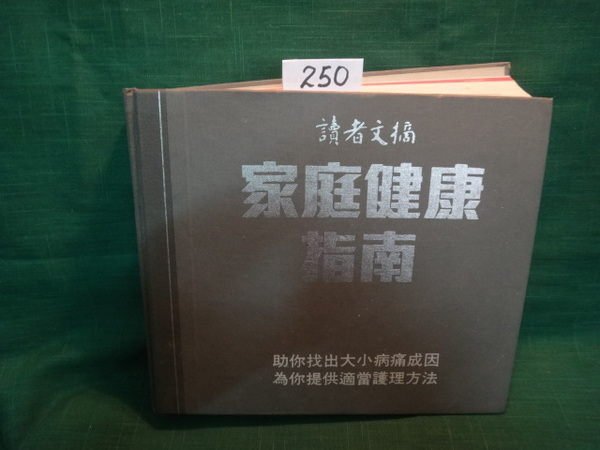 250
讀者文摘
家庭健康
指南
助你找出大小病痛成因
為你提供適當護理方法